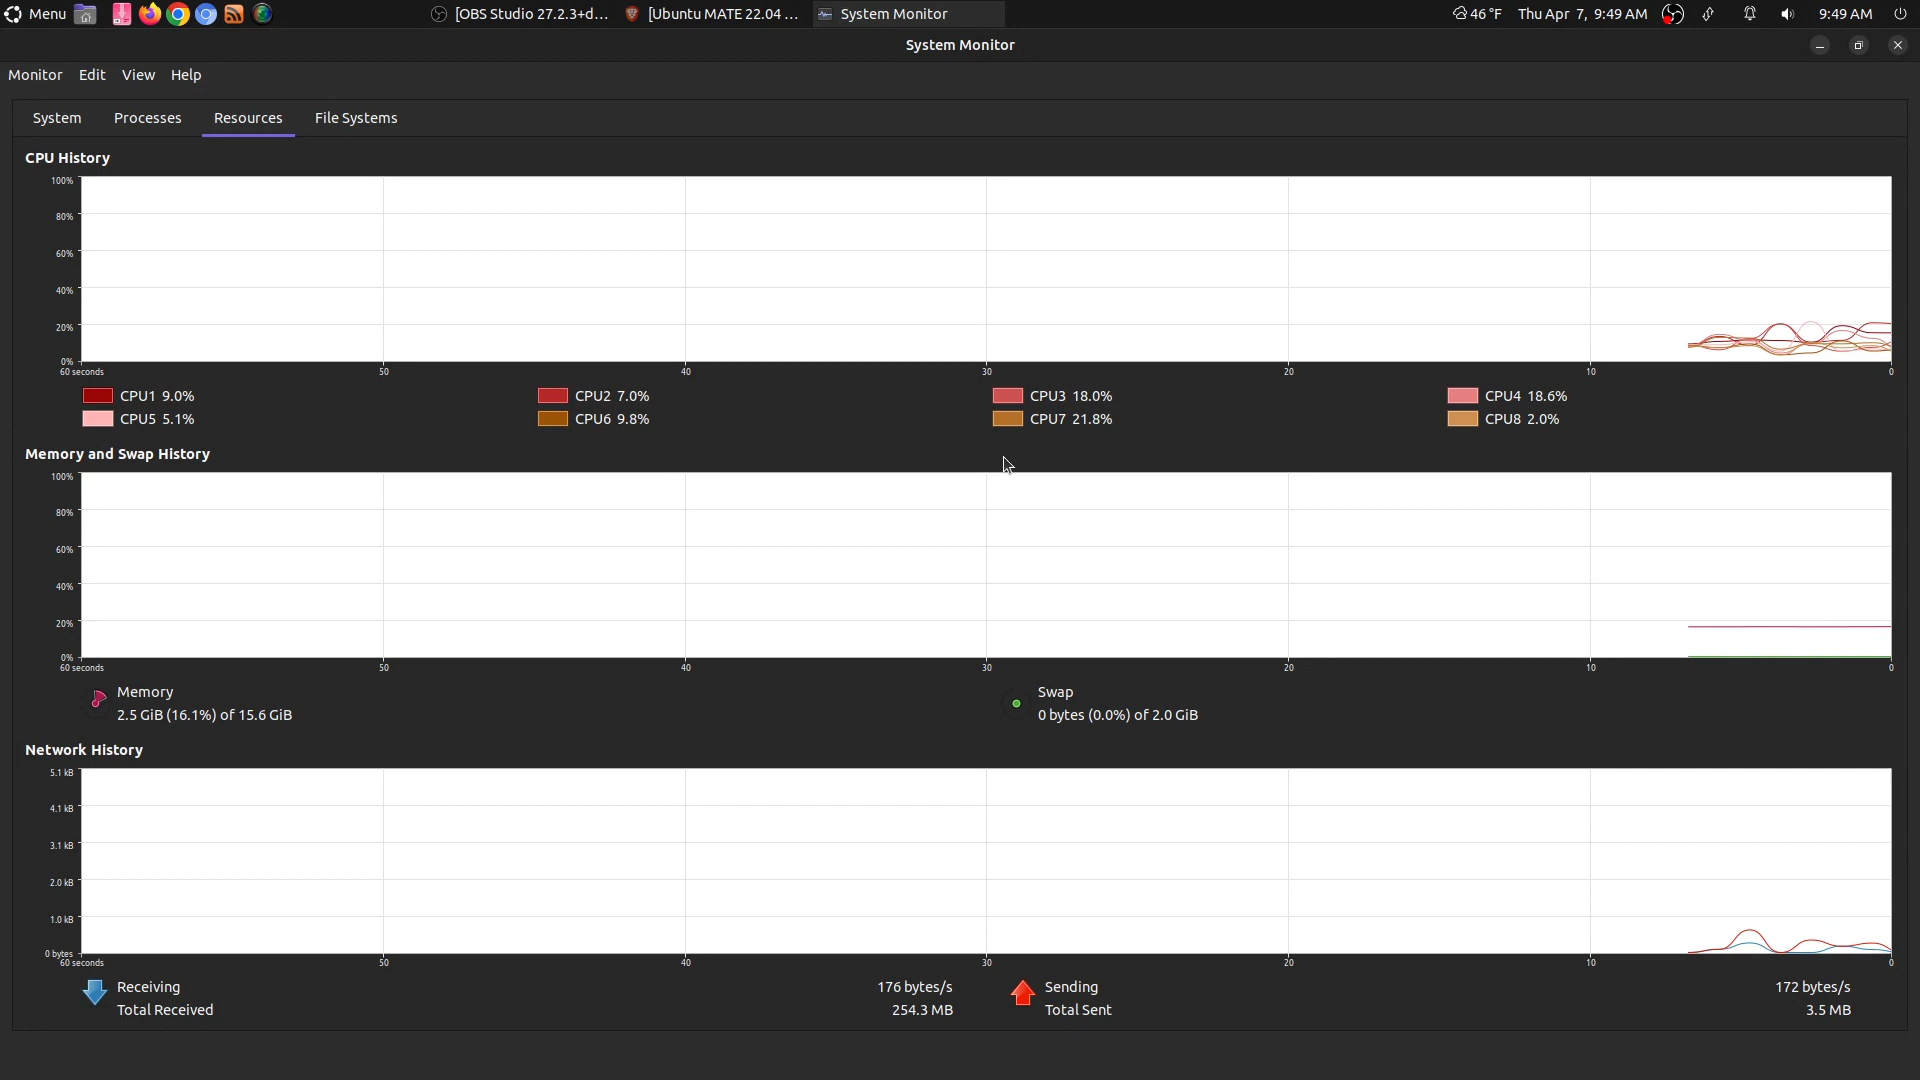 Menu [OBS Studio 27.2.3+d... [Ubuntu MATE 22.04 ... System Monitor 46 °F Thu Apr 7, 9:49 AM 9:49 AM
System Monitor
Monitor Edit View Help
System Processes Resources File Systems
CPU History
100%
80%
60%
40%
20%
0%
60 seconds 50 40 30 20 10 0
CPU1 9.0% CPU2 7.0% CPU3 18.0% CPU4 18.6%
CPU5 5.1% CPU6 9.8% CPU7 21.8% CPU8 2.0%
Memory and Swap History
100%
80%
60%
40%
20%
0%
60 seconds 50 40 30 20 10 0
Memory Swap
2.5 GiB (16.1%) of 15.6 GiB 0 bytes (0.0%) of 2.0 GiB
Network History
5.1 kB
4.1 kB
3.1 kB
2.0 kB
1.0 kB
0 bytes
60 seconds 50 40 30 20 10 0
Receiving 176 bytes/s Sending 172 bytes/s
Total Received 254.3 MB Total Sent 3.5 MB